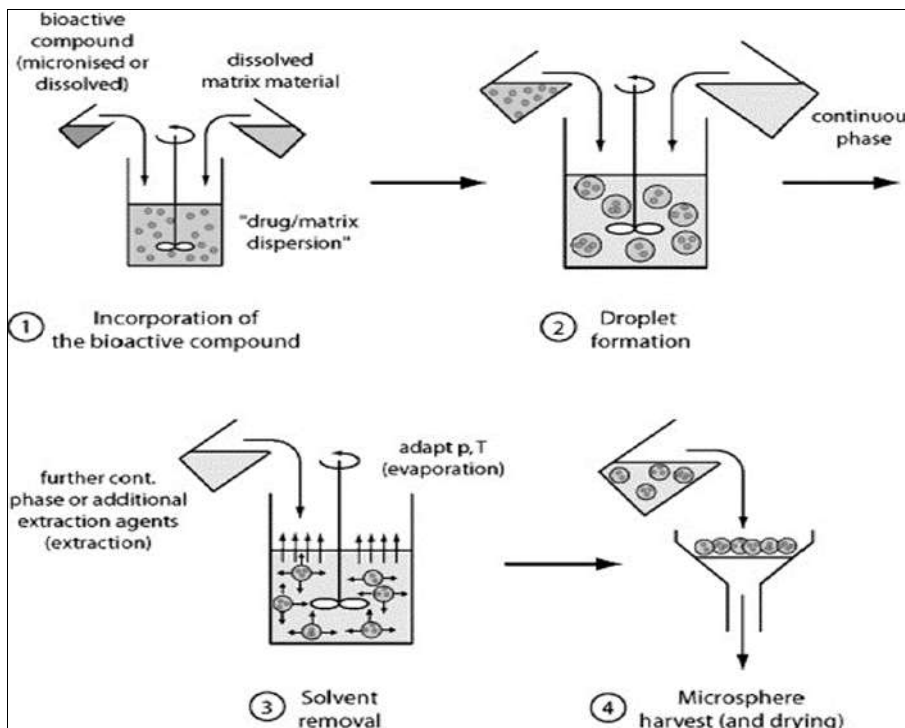 bioactive
compound
(micronised or
dissolved)
dissolved
matrix material
"drug/matrix
dispersion"
1 Incorporation of
the bioactive compound
continuous
phase
2 Droplet
formation
further cont.
phase or additional
extraction agents
(extraction)
adapt p,T
(evaporation)
3 Solvent
removal
4 Microsphere
harvest (and drying)